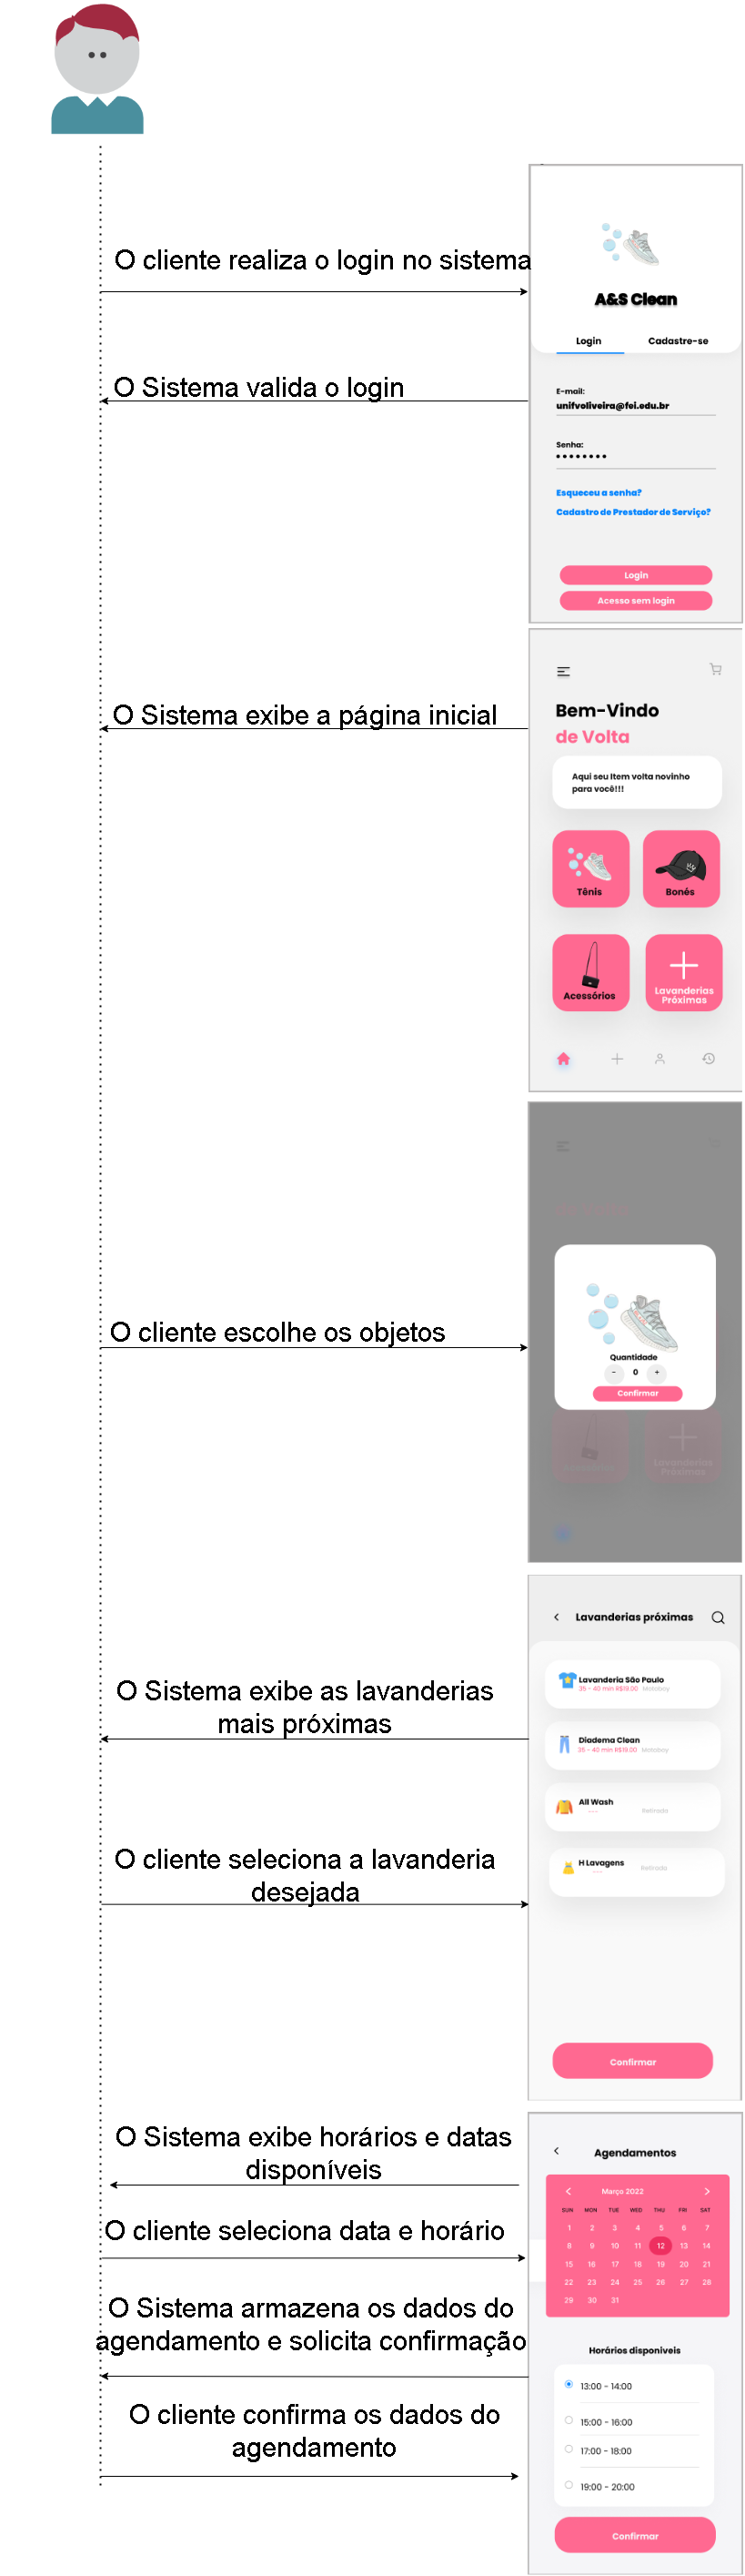 O cliente realiza o login no sistema
A&S Clean
Login
Cadastre-se
O Sistema valida o login
E-mail:
unifvoliveira@fei.edu.br
Senha:
Esqueceu a senha?
Cadastro de Prestador de Serviço?
Login
Acesso sem login
O Sistema exibe a página inicial
Bem-Vindo
de Volta
Aqui seu Item volta novinho
para você!!!
Tênis
Bonés
Acessórios
Lavanderias
Próximas
O cliente escolhe os objetos
Quantidade
- 0 +
Confirmar
Lavanderias
Próximas
Lavanderias próximas
O Sistema exibe as lavanderias
mais próximas
Lavanderia São Paulo
35 - 40 min R$19.00 Motoboy
Diadema Clean
35 - 40 min R$19.00 Motoboy
All Wash
---- Retirada
H Lavagens
---- Retirada
O cliente seleciona a lavanderia
desejada
Confirmar
O Sistema exibe horários e datas
disponíveis
Agendamentos
Março 2022
SUN MON TUE WED THU FRI SAT
1 2 3 4 5 6 7
8 9 10 11 12 13 14
15 16 17 18 19 20 21
22 23 24 25 26 27 28
29 30 31
O cliente seleciona data e horário
O Sistema armazena os dados do
agendamento e solicita confirmação
Horários disponíveis
13:00 - 14:00
15:00 - 16:00
17:00 - 18:00
19:00 - 20:00
O cliente confirma os dados do
agendamento
Confirmar